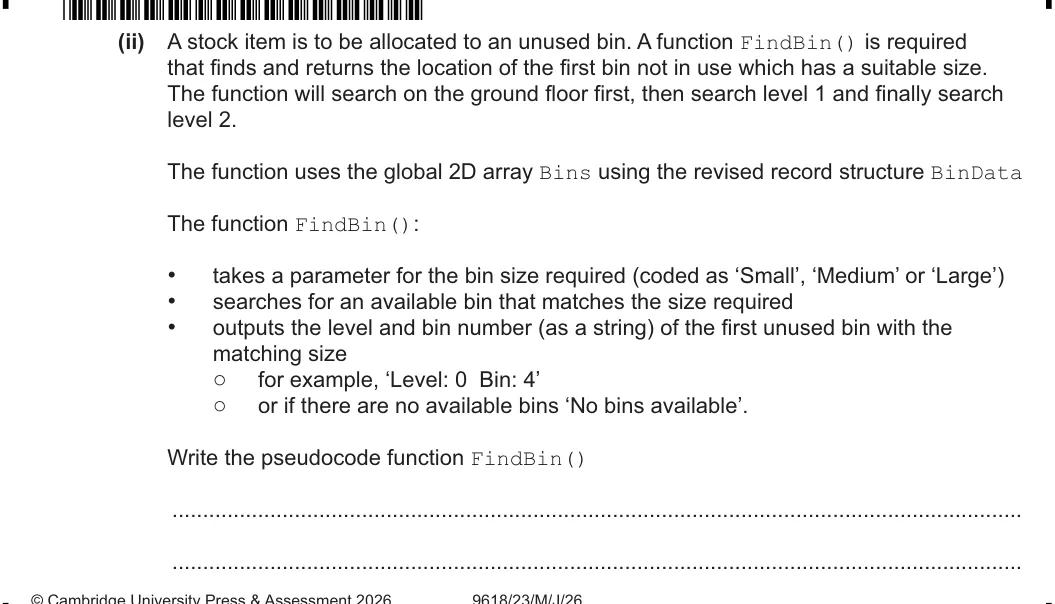 (ii) A stock item is to be allocated to an unused bin. A function FindBin() is required
that finds and returns the location of the first bin not in use which has a suitable size.
The function will search on the ground floor first, then search level 1 and finally search
level 2.
The function uses the global 2D array Bins using the revised record structure BinData
The function FindBin():
• takes a parameter for the bin size required (coded as ‘Small’, ‘Medium’ or ‘Large’)
• searches for an available bin that matches the size required
• outputs the level and bin number (as a string) of the first unused bin with the
matching size
○ for example, ‘Level: 0  Bin: 4’
○ or if there are no available bins ‘No bins available’.
Write the pseudocode function FindBin()
..........................................................................................................................................
..........................................................................................................................................
© Cambridge University Press & Assessment 2026 9618/23/M/J/26